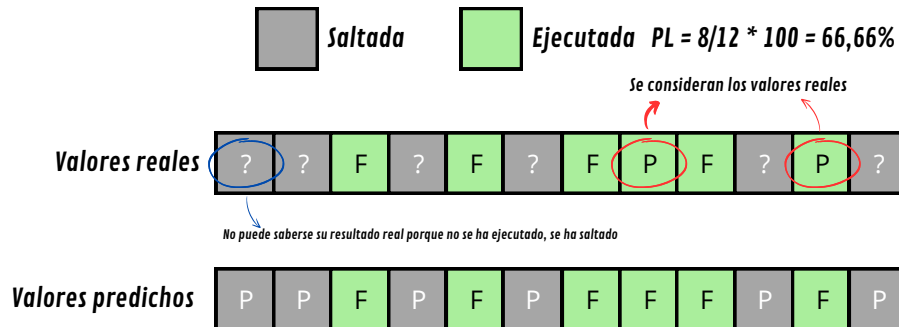 Saltada
Ejecutada PL = 8/12 * 100 = 66,66%
Se consideran los valores reales
Valores reales ? ? F ? F ? F P F ? P ?
No puede saberse su resultado real porque no se ha ejecutado, se ha saltado
Valores predichos P P F P F P F F F P F P